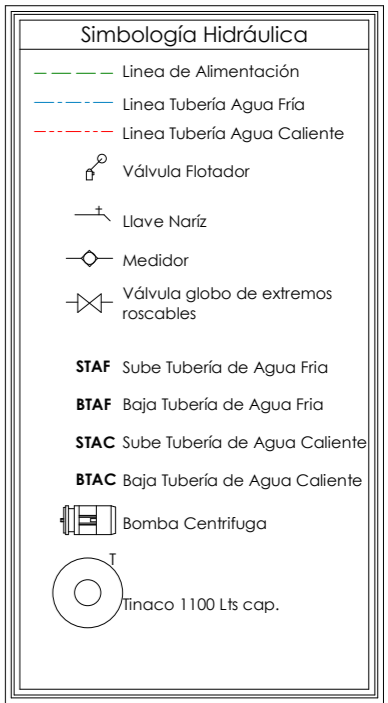 Simbología Hidráulica
Linea de Alimentación
Linea Tubería Agua Fría
Linea Tubería Agua Caliente
Válvula Flotador
Llave Naríz
Medidor
Válvula globo de extremos
roscables
STAF Sube Tubería de Agua Fria
BTAF Baja Tubería de Agua Fria
STAC Sube Tubería de Agua Caliente
BTAC Baja Tubería de Agua Caliente
Bomba Centrifuga
T
Tinaco 1100 Lts cap.